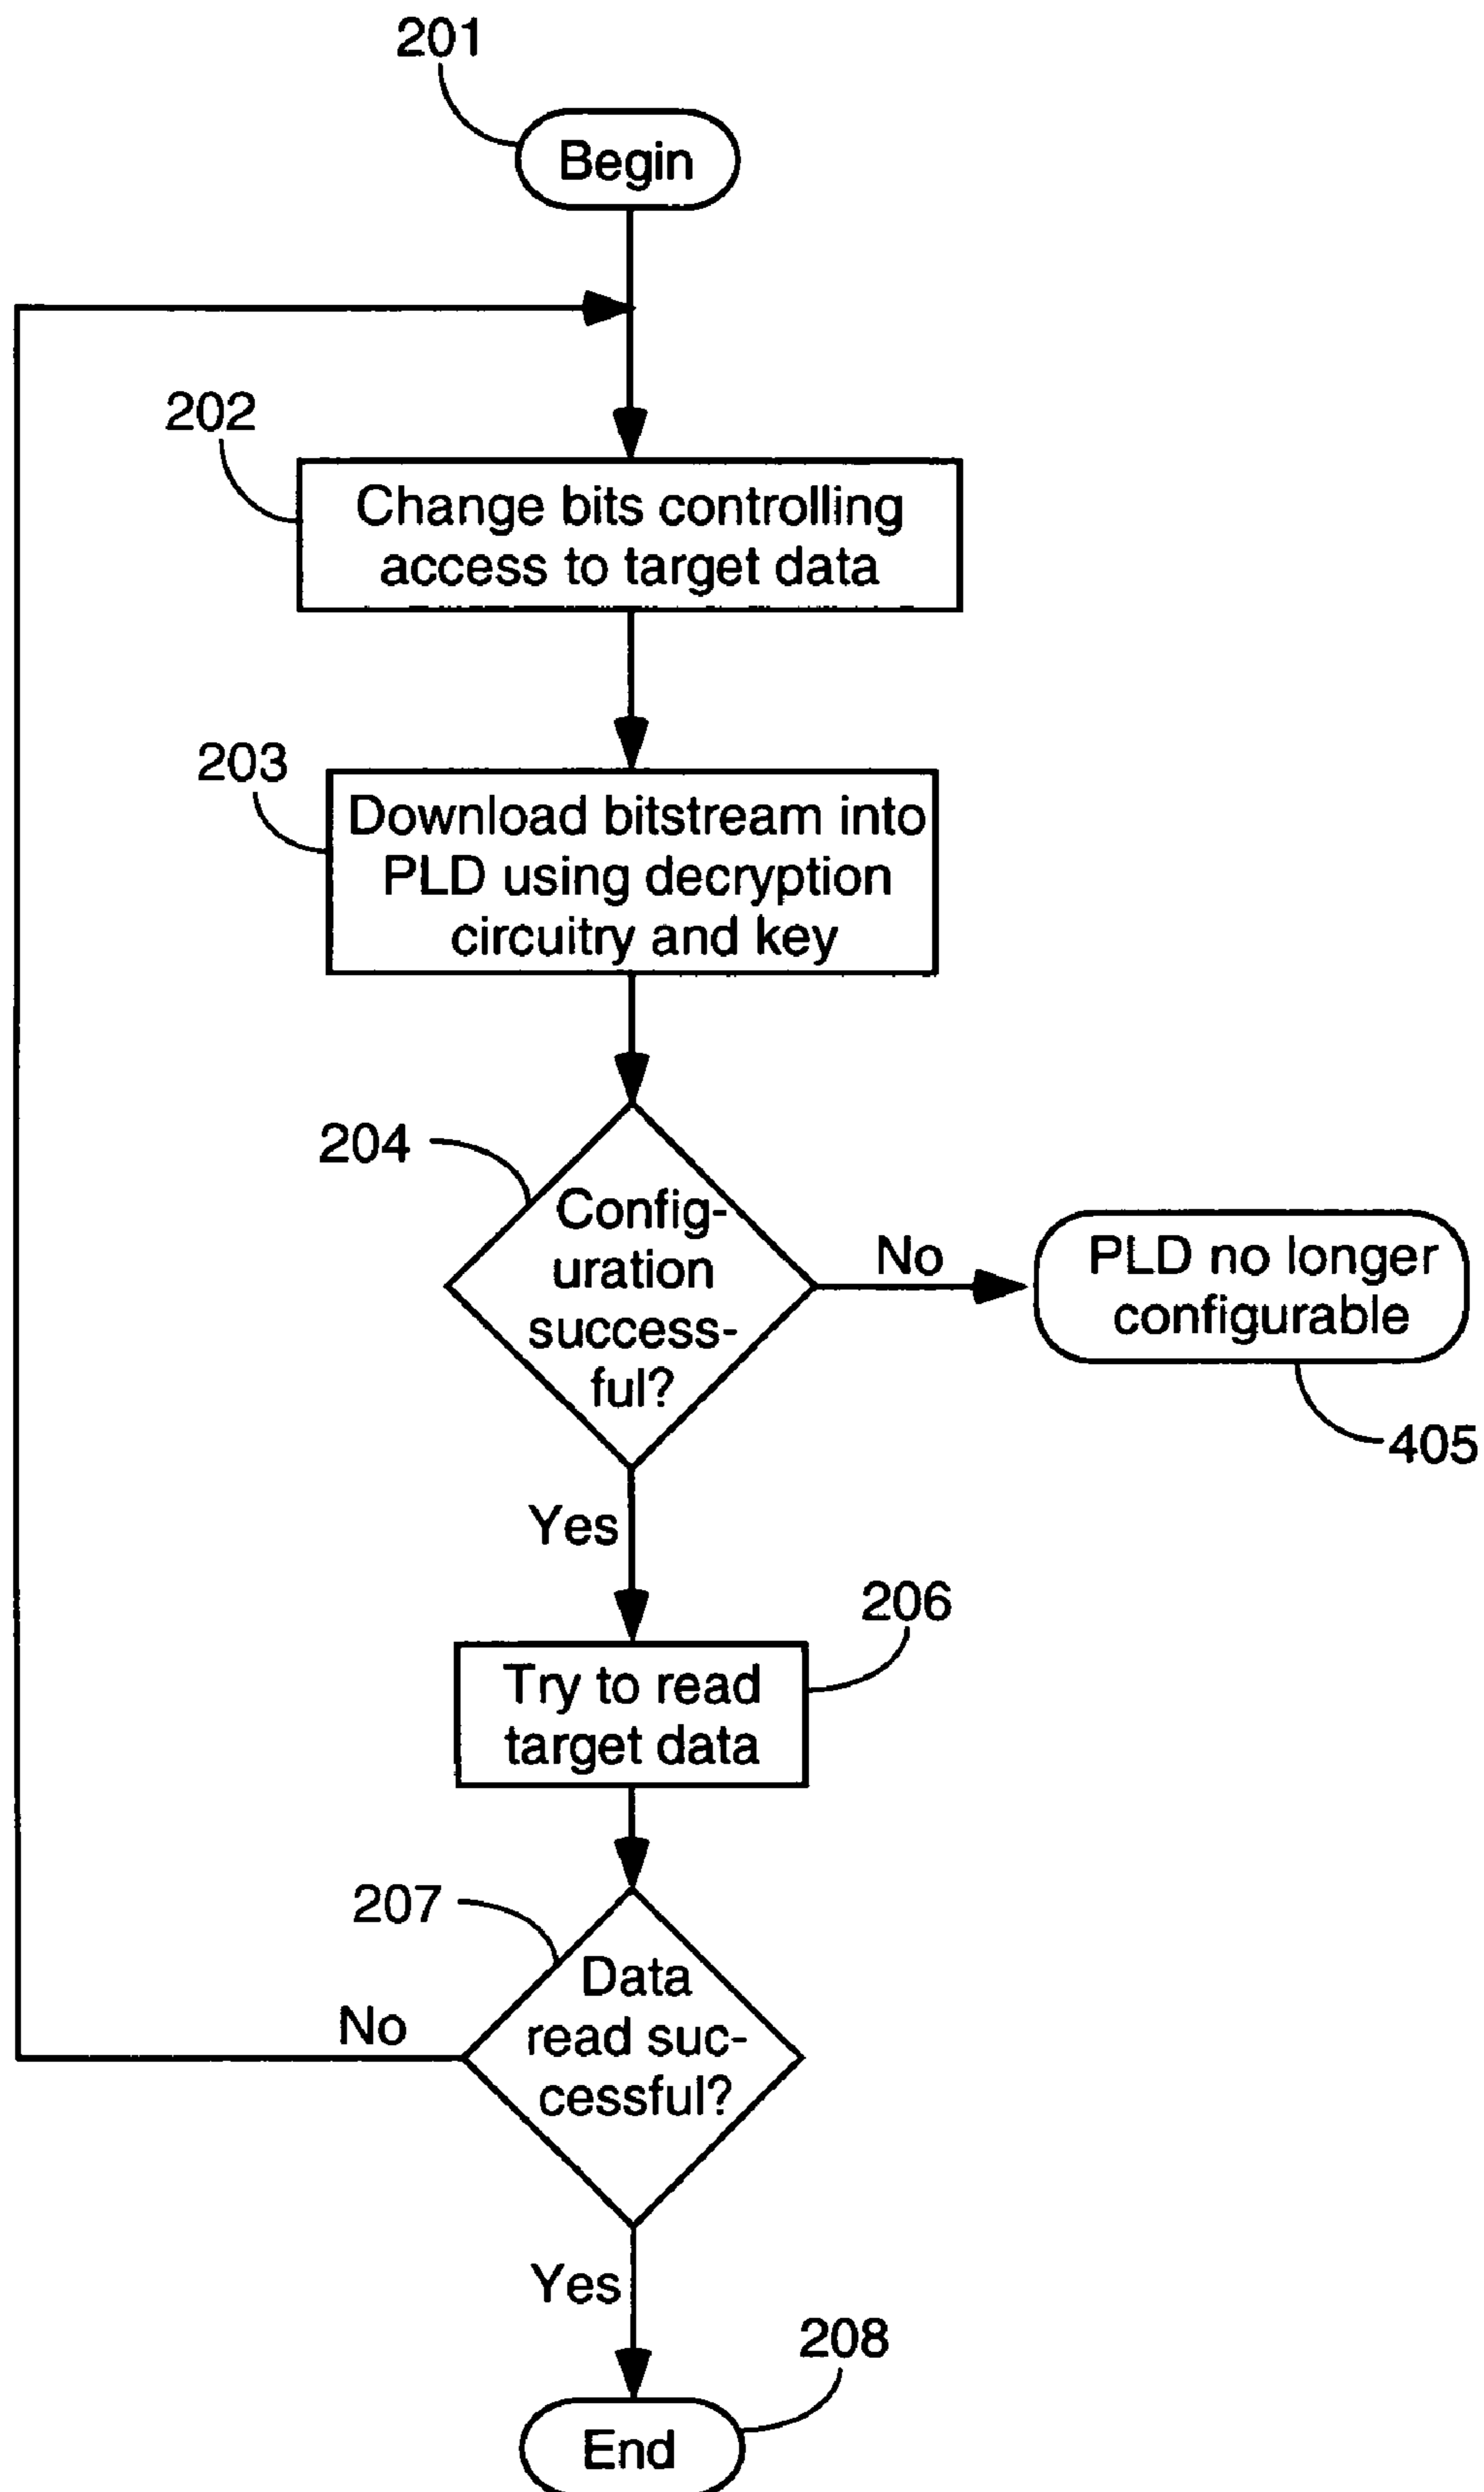 201
Begin
202
Change bits controlling
access to target data
203
Download bitstream into
PLD using decryption
circuitry and key
204
Config-
uration
success-
ful?
No
PLD no longer
configurable
405
Yes
206
Try to read
target data
207
Data
read suc-
cessful?
No
Yes
208
End